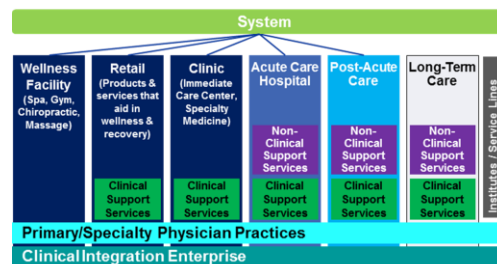 System
Wellness
Facility
(Spa, Gym,
Chiropractic,
Massage)
Retail
(Products &
services that
aid in
wellness &
recovery)
Clinical
Support
Services
Clinic
(Immediate
Care Center,
Specialty
Medicine)
Clinical
Support
Services
Acute Care
Hospital
Non-
Clinical
Support
Services
Clinical
Support
Services
Post-Acute
Care
Non-
Clinical
Support
Services
Clinical
Support
Services
Long-Term
Care
Non-
Clinical
Support
Services
Clinical
Support
Services
Institutes / Service Lines
Primary/Specialty Physician Practices
Clinical Integration Enterprise